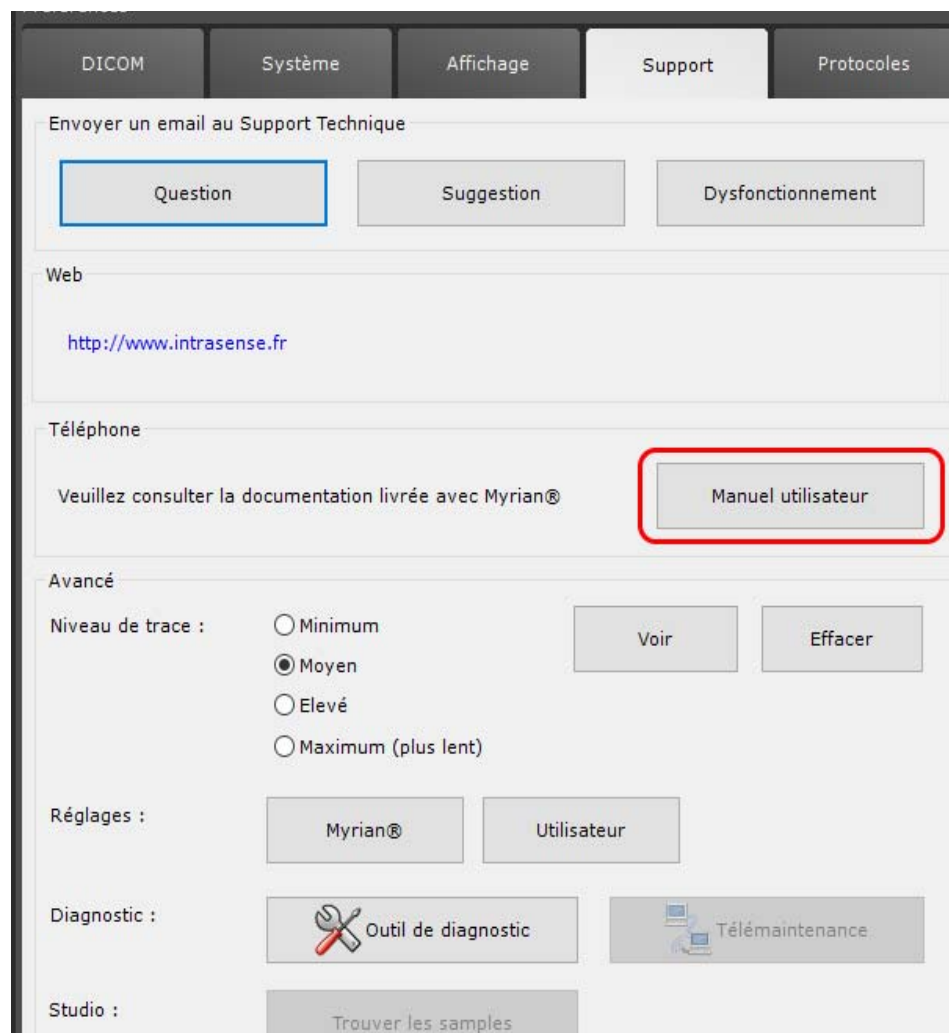 DICOM Système Affichage Support Protocoles
Envoyer un email au Support Technique
Question Suggestion Dysfonctionnement
Web
http://www.intrasense.fr
Téléphone
Veuillez consulter la documentation livrée avec Myrian® Manuel utilisateur
Avancé
Niveau de trace : Minimum Voir Effacer
Moyen
Elevé
Maximum (plus lent)
Réglages : Myrian® Utilisateur
Diagnostic : Outil de diagnostic Télémaintenance
Studio : Trouver les samples